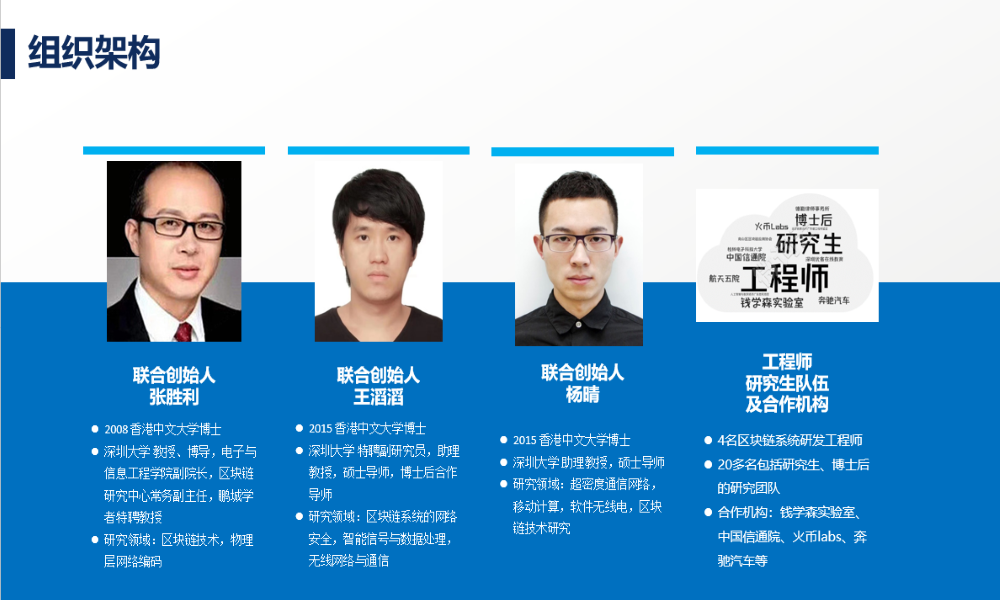 组织架构
联合创始人
张胜利
2008 香港中文大学博士
深圳大学 教授、博导，电子与
信息工程学院副院长，区块链
研究中心常务副主任，鹏城学
者特聘教授
研究领域：区块链技术，物理
层网络编码
联合创始人
王滔滔
2015 香港中文大学博士
深圳大学 特聘副研究员，助理
教授，硕士导师，博士后合作
导师
研究领域：区块链系统的网络
安全，智能信号与数据处理，
无线网络与通信
联合创始人
杨晴
2015 香港中文大学博士
深圳大学 助理教授，硕士导师
研究领域：超密度通信网络，
移动计算，软件无线电，区块
链技术研究
博士后
火币Labs
研究生
中国信通院
航天五院
工程师
钱学森实验室
奔驰汽车
工程师
研究生队伍
及合作机构
4名区块链系统研发工程师
20多名包括研究生、博士后
的研究团队
合作机构：钱学森实验室、
中国信通院、火币labs、奔
驰汽车等